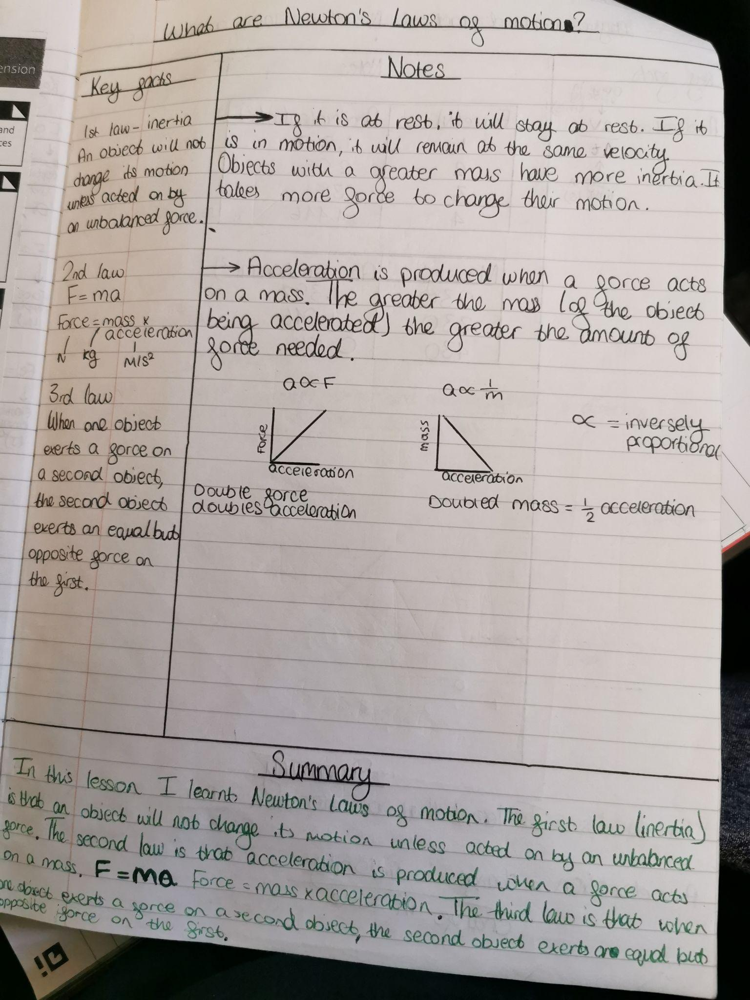 What are Newton's Laws of motion?
ension
and
ces
Key facts
1st law - inertia
An object will not
change its motion
unless acted on by
an unbalanced force.
2nd law
F = ma
Force = mass x
acceleration
N kg M/s²
3rd law
When one object
exerts a force on
a second object,
the second object
exerts an equal but
opposite force on
the first.
Notes
→ If it is at rest, it will stay at rest. If it
is in motion, it will remain at the same velocity.
Objects with a greater mass have more inertia. It
takes more force to change their motion.
→ Acceleration is produced when a force acts
on a mass. The greater the mass (of the object
being accelerated) the greater the amount of
force needed.
a ∝ F
Force
acceleration
Double force
doubles acceleration
a ∝ 1/m
mass
acceleration
Doubled mass = 1/2 acceleration
∝ = inversely
proportional
Summary
In this lesson I learnt Newton's Laws of motion. The first law (inertia)
is that an object will not change its motion unless acted on by an unbalanced
force. The second law is that acceleration is produced when a force acts
on a mass. F = ma Force = mass x acceleration. The third law is that when
one object exerts a force on a second object, the second object exerts an equal but
opposite force on the first.